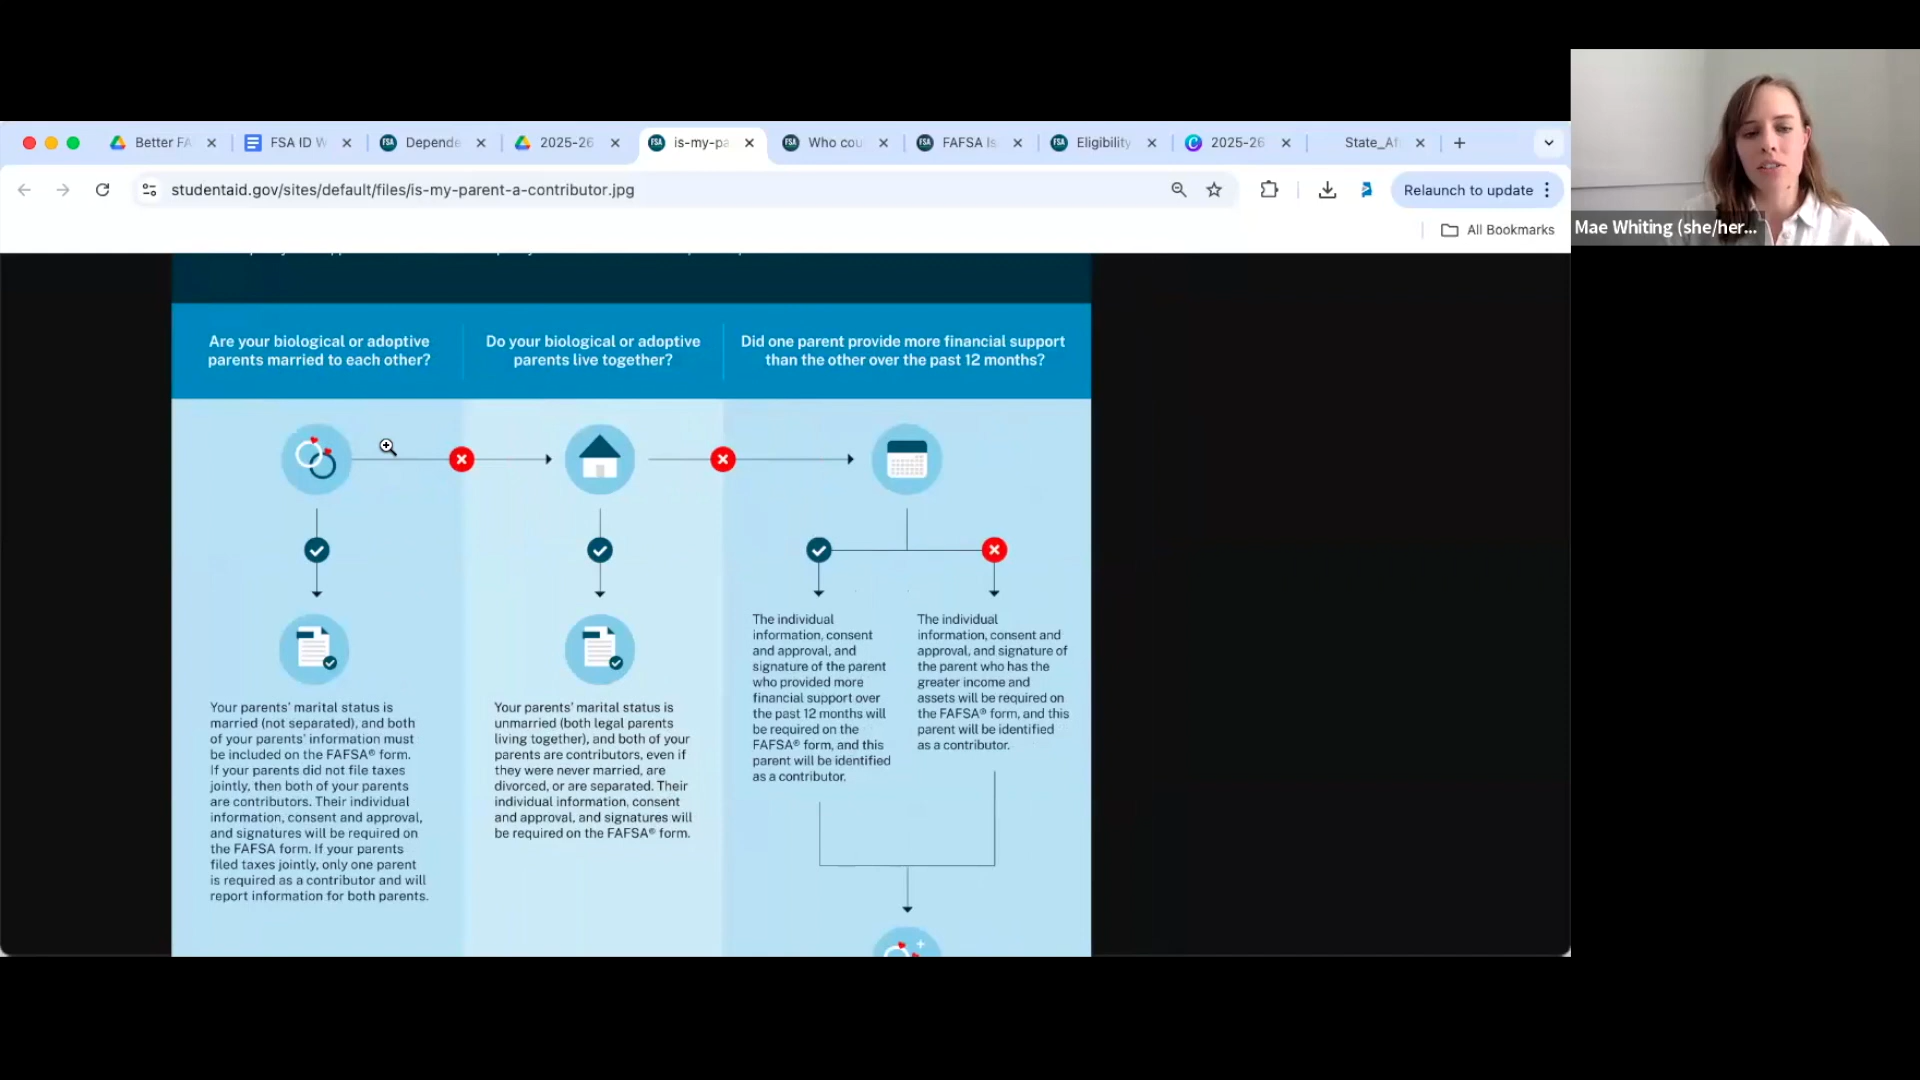 Better FA
FSA ID W
Depende
2025-26
is-my-pa
Who cou
FAFSA Is
Eligibility
2025-26
State_Af
studentaid.gov/sites/default/files/is-my-parent-a-contributor.jpg
Relaunch to update
All Bookmarks
Mae Whiting (she/her...
Are your biological or adoptive
parents married to each other?
Do your biological or adoptive
parents live together?
Did one parent provide more financial support
than the other over the past 12 months?
Your parents' marital status is
married (not separated), and both
of your parents' information must
be included on the FAFSA® form.
If your parents did not file taxes
jointly, then both of your parents
are contributors. Their individual
information, consent and approval,
and signatures will be required on
the FAFSA form. If your parents
filed taxes jointly, only one parent
is required as a contributor and will
report information for both parents.
Your parents' marital status is
unmarried (both legal parents
living together), and both of your
parents are contributors, even if
they were never married, are
divorced, or are separated. Their
individual information, consent
and approval, and signatures will
be required on the FAFSA® form.
The individual
information, consent
and approval, and
signature of the parent
who provided more
financial support over
the past 12 months will
be required on the
FAFSA® form, and this
parent will be identified
as a contributor.
The individual
information, consent and
approval, and signature of
the parent who has the
greater income and
assets will be required on
the FAFSA® form, and this
parent will be identified
as a contributor.